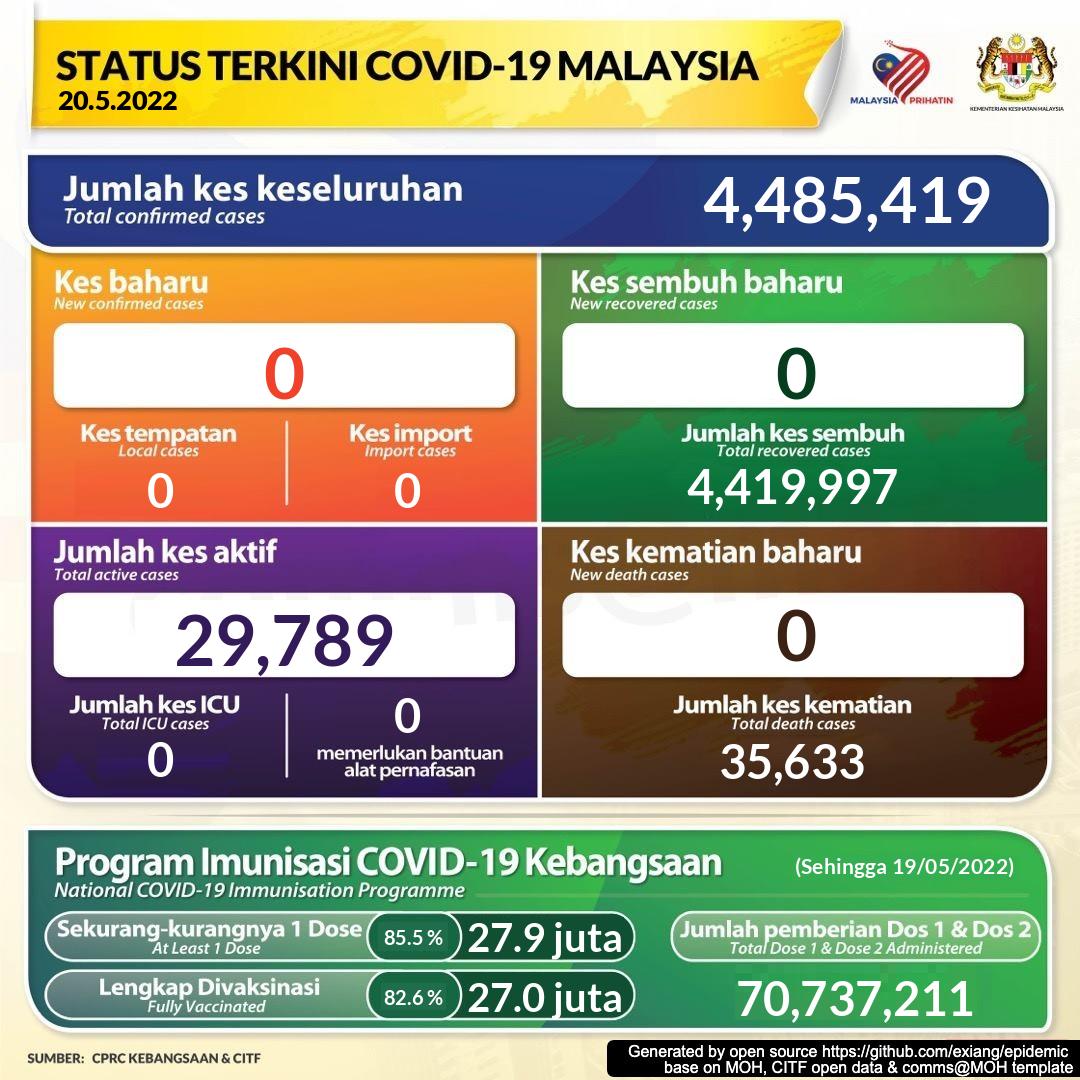 STATUS TERKINI COVID-19 MALAYSIA
20.5.2022
MALAYSIA PRIHATIN
KEMENTERIAN KESIHATAN MALAYSIA
Jumlah kes keseluruhan
Total confirmed cases
4,485,419
Kes baharu
New confirmed cases
0
Kes tempatan
Local cases
0
Kes import
Import cases
0
Kes sembuh baharu
New recovered cases
0
Jumlah kes sembuh
Total recovered cases
4,419,997
Jumlah kes aktif
Total active cases
29,789
Jumlah kes ICU
Total ICU cases
0
0
memerlukan bantuan
alat pernafasan
Kes kematian baharu
New death cases
0
Jumlah kes kematian
Total death cases
35,633
Program Imunisasi COVID-19 Kebangsaan
(Sehingga 19/05/2022)
National COVID-19 Immunisation Programme
Sekurang-kurangnya 1 Dose
At Least 1 Dose
85.5 %
27.9 juta
Lengkap Divaksinasi
Fully Vaccinated
82.6 %
27.0 juta
Jumlah pemberian Dos 1 & Dos 2
Total Dose 1 & Dose 2 Administered
70,737,211
SUMBER: CPRC KEBANGSAAN & CITF
Generated by open source https://github.com/exiang/epidemic
base on MOH, CITF open data & comms@MOH template